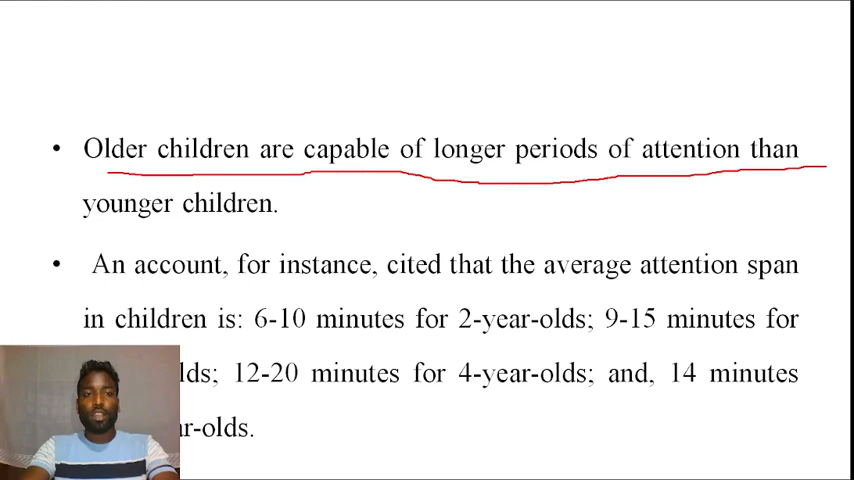 • Older children are capable of longer periods of attention than
younger children.
• An account, for instance, cited that the average attention span
in children is: 6-10 minutes for 2-year-olds; 9-15 minutes for
12-20 minutes for 4-year-olds; and, 14 minutes